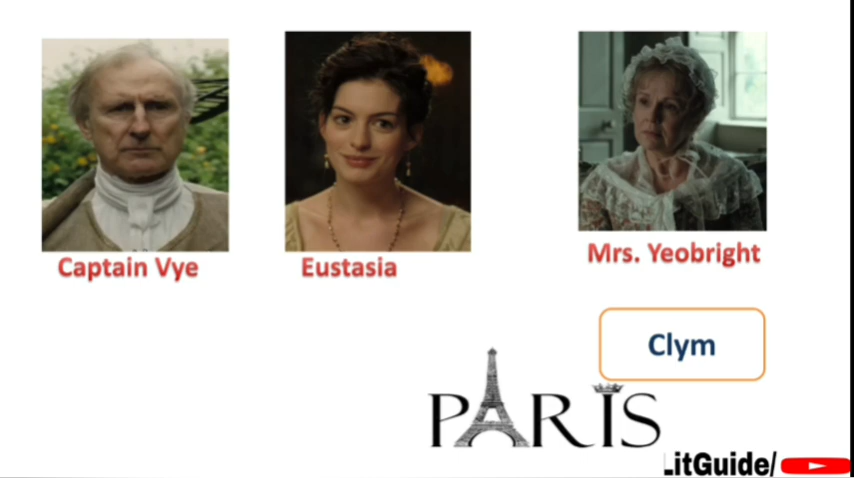 Captain Vye
Eustasia
Mrs. Yeobright
Clym
PARIS
LitGuide/